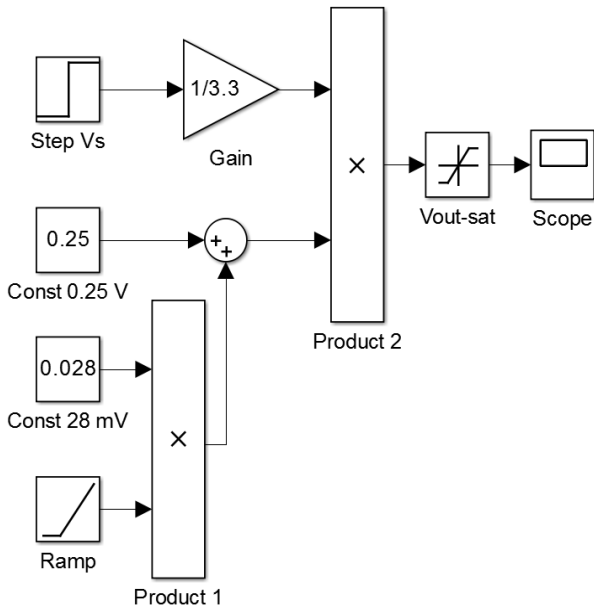 1/3.3
Step Vs
Gain
×
Vout-sat
Scope
0.25
+
+
Const 0.25 V
Product 2
0.028
Const 28 mV
×
Ramp
Product 1